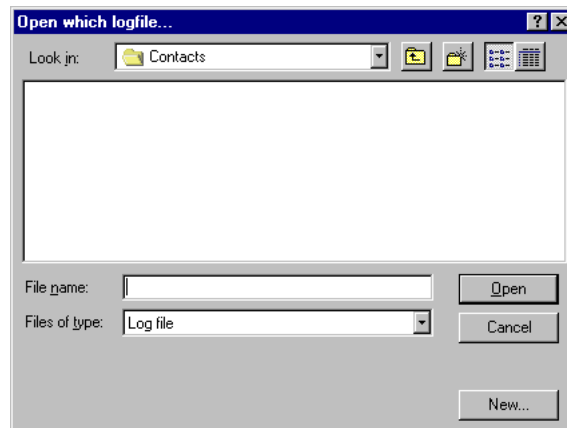 Open which logfile...
Look in: Contacts
File name: Open
Files of type: Log file Cancel
New...